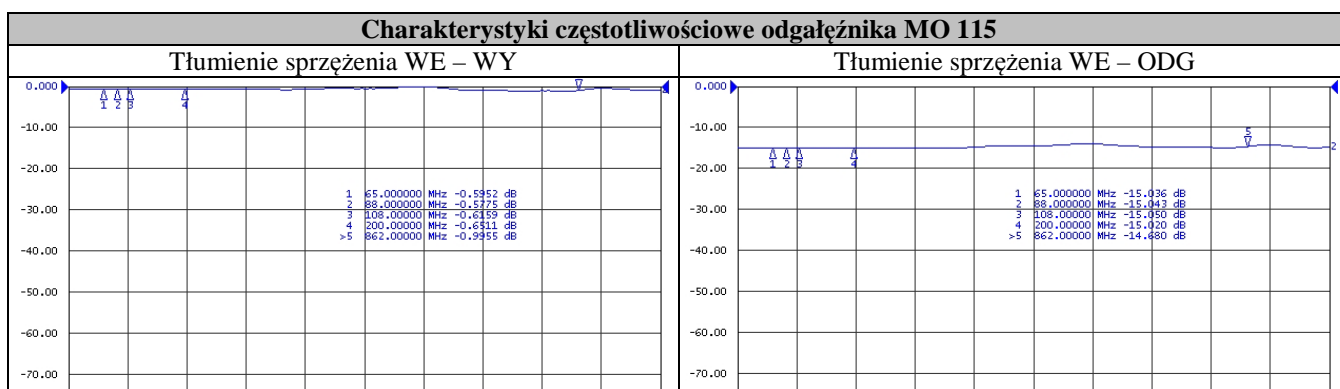 Charakterystyki częstotliwościowe odgałęźnika MO 115
Tłumienie sprzężenia WE – WY
Tłumienie sprzężenia WE – ODG
0.000
-10.00
-20.00
-30.00
-40.00
-50.00
-60.00
-70.00
1 2 3 4
1 65.000000 MHz -0.5952 dB
2 88.000000 MHz -0.5775 dB
3 108.00000 MHz -0.6159 dB
4 200.00000 MHz -0.6511 dB
>5 862.00000 MHz -0.9955 dB
0.000
-10.00
-20.00
-30.00
-40.00
-50.00
-60.00
-70.00
5
2
1 2 3 4
1 65.000000 MHz -15.036 dB
2 88.000000 MHz -15.043 dB
3 108.00000 MHz -15.050 dB
4 200.00000 MHz -15.020 dB
>5 862.00000 MHz -14.680 dB